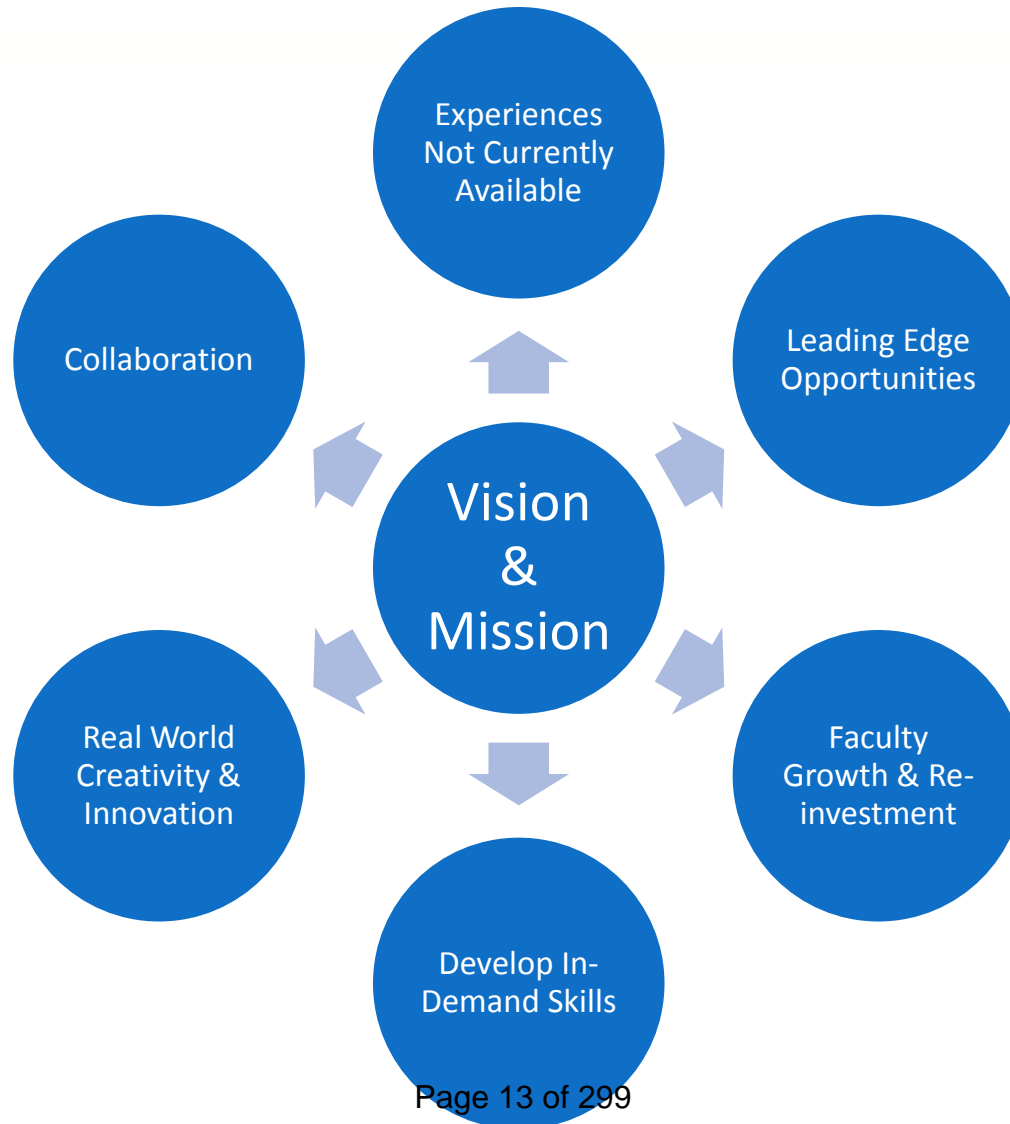 Experiences
Not Currently
Available
Collaboration
Leading Edge
Opportunities
Vision
&
Mission
Real World
Creativity &
Innovation
Faculty
Growth & Re-
investment
Develop In-
Demand Skills
Page 13 of 299